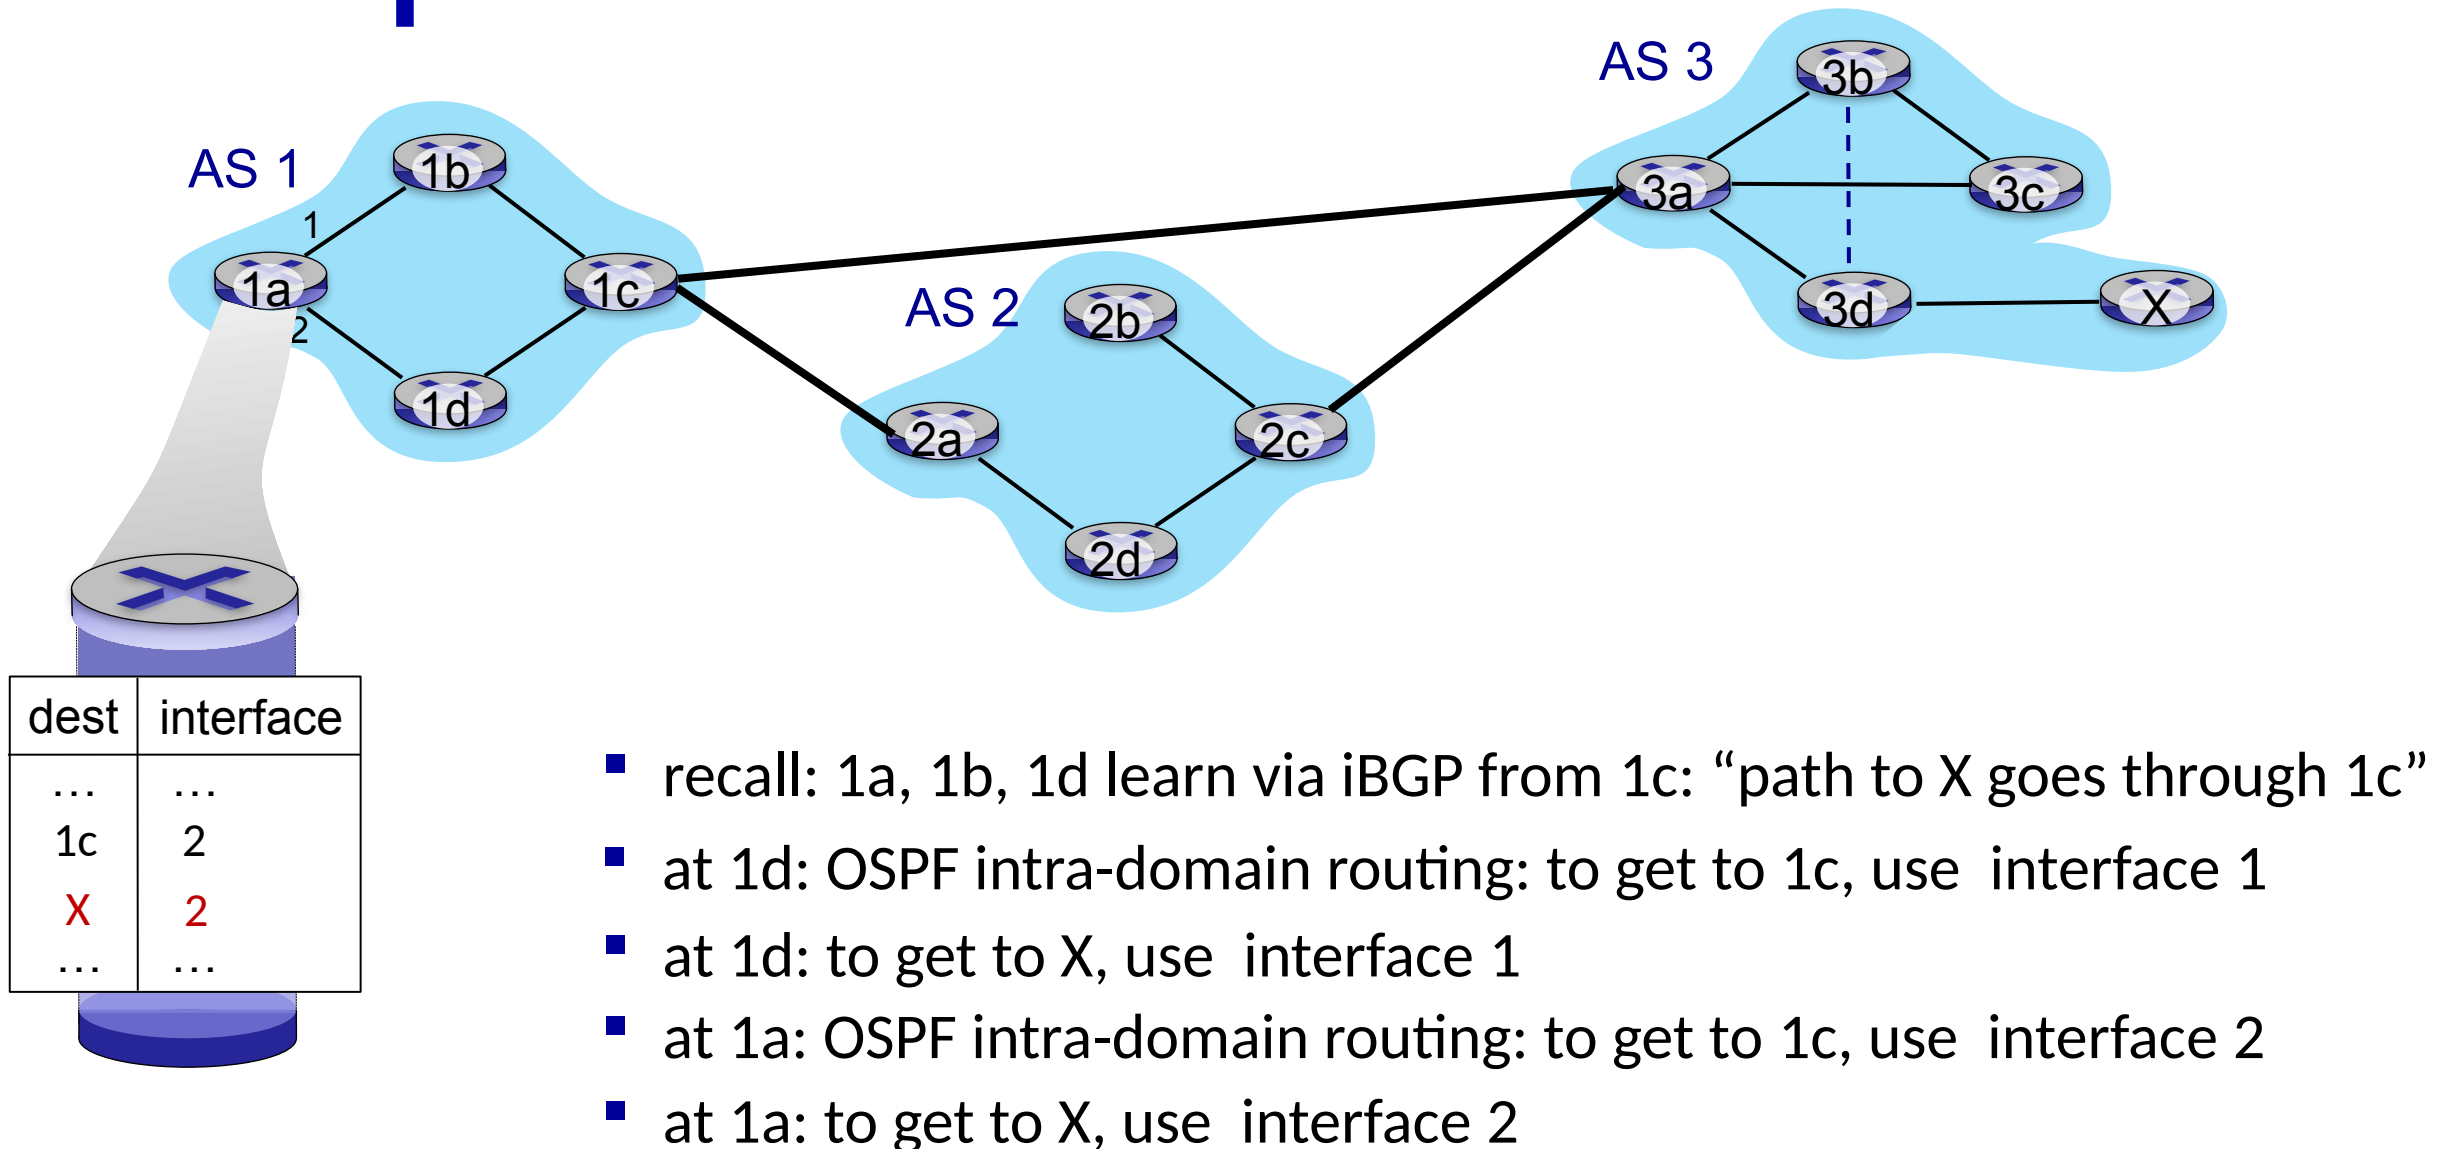 AS 3
3b
AS 1
1b
3a
3c
1
1a
1c
2
AS 2
2b
3d
X
1d
2a
2c
2d
dest interface
… …
1c 2
X 2
… …
recall: 1a, 1b, 1d learn via iBGP from 1c: “path to X goes through 1c”
at 1d: OSPF intra-domain routing: to get to 1c, use interface 1
at 1d: to get to X, use interface 1
at 1a: OSPF intra-domain routing: to get to 1c, use interface 2
at 1a: to get to X, use interface 2